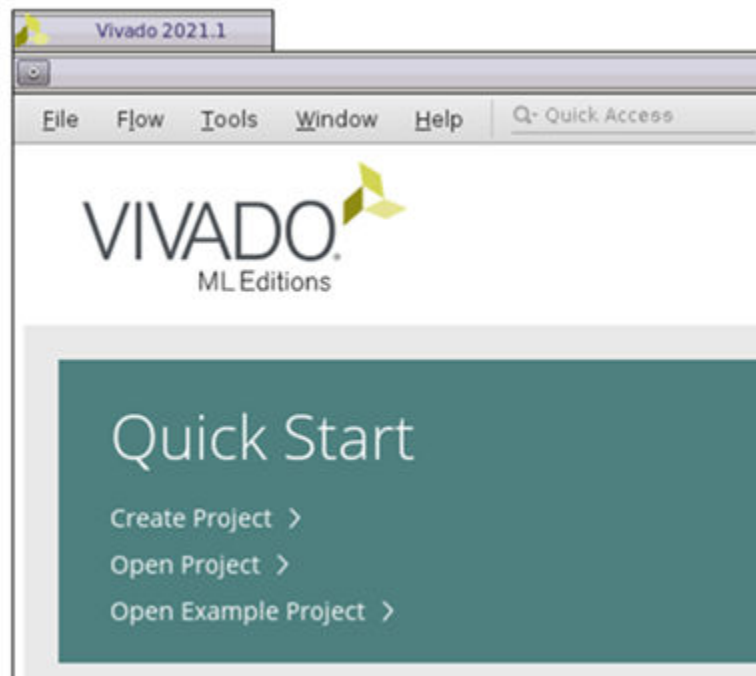 Vivado 2021.1
File Flow Tools Window Help Quick Access
VIVADO.
ML Editions
Quick Start
Create Project >
Open Project >
Open Example Project >